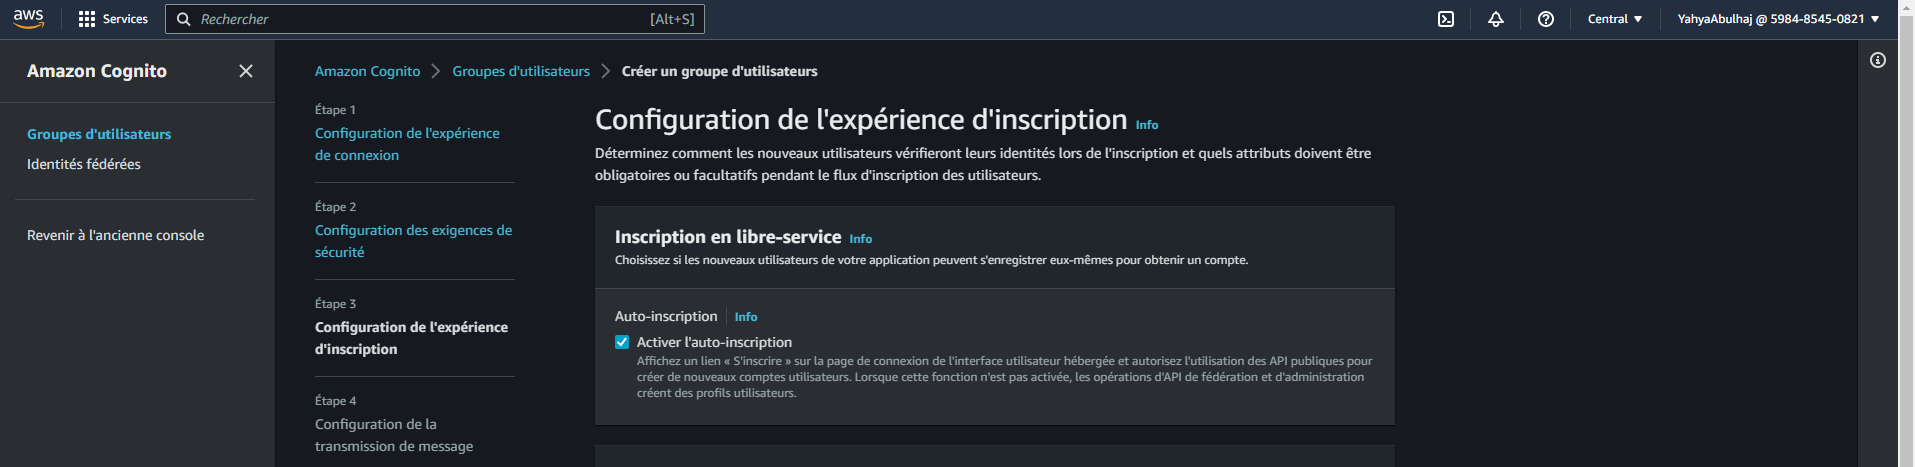 aws
Services
Rechercher
[Alt+S]
Central
YahyaAbulhaj @ 5984-8545-0821
Amazon Cognito
Groupes d'utilisateurs
Identités fédérées
Revenir à l'ancienne console
Amazon Cognito
Groupes d'utilisateurs
Créer un groupe d'utilisateurs
Étape 1
Configuration de l'expérience
de connexion
Étape 2
Configuration des exigences de
sécurité
Étape 3
Configuration de l'expérience
d'inscription
Étape 4
Configuration de la
transmission de message
Configuration de l'expérience d'inscription Info
Déterminez comment les nouveaux utilisateurs vérifieront leurs identités lors de l'inscription et quels attributs doivent être
obligatoires ou facultatifs pendant le flux d'inscription des utilisateurs.
Inscription en libre-service Info
Choisissez si les nouveaux utilisateurs de votre application peuvent s'enregistrer eux-mêmes pour obtenir un compte.
Auto-inscription Info
Activer l'auto-inscription
Affichez un lien « S'inscrire » sur la page de connexion de l'interface utilisateur hébergée et autorisez l'utilisation des API publiques pour
créer de nouveaux comptes utilisateurs. Lorsque cette fonction n'est pas activée, les opérations d'API de fédération et d'administration
créent des profils utilisateurs.